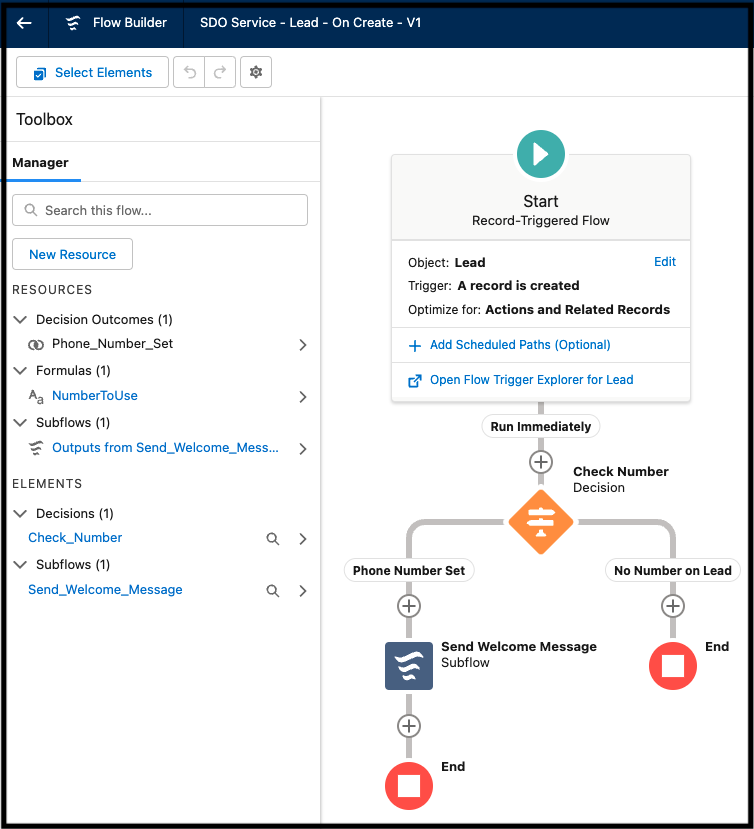 Flow Builder
SDO Service - Lead - On Create - V1
Select Elements
Toolbox
Manager
Search this flow...
New Resource
RESOURCES
Decision Outcomes (1)
Phone_Number_Set
Formulas (1)
Aa NumberToUse
Subflows (1)
Outputs from Send_Welcome_Mess...
ELEMENTS
Decisions (1)
Check_Number
Subflows (1)
Send_Welcome_Message
Start
Record-Triggered Flow
Object: Lead
Edit
Trigger: A record is created
Optimize for: Actions and Related Records
Add Scheduled Paths (Optional)
Open Flow Trigger Explorer for Lead
Run Immediately
Check Number
Decision
Phone Number Set
No Number on Lead
Send Welcome Message
Subflow
End
End